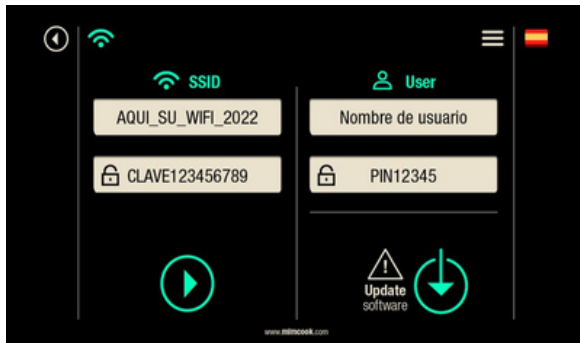 SSID
AQUI_SU_WIFI_2022
CLAVE123456789
User
Nombre de usuario
PIN12345
Update
software
www.mimcook.com